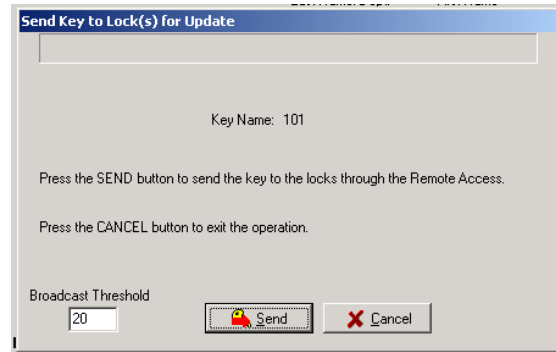 Send Key to Lock(s) for Update
Key Name: 101
Press the SEND button to send the key to the locks through the Remote Access.
Press the CANCEL button to exit the operation.
Broadcast Threshold
20
Send
Cancel